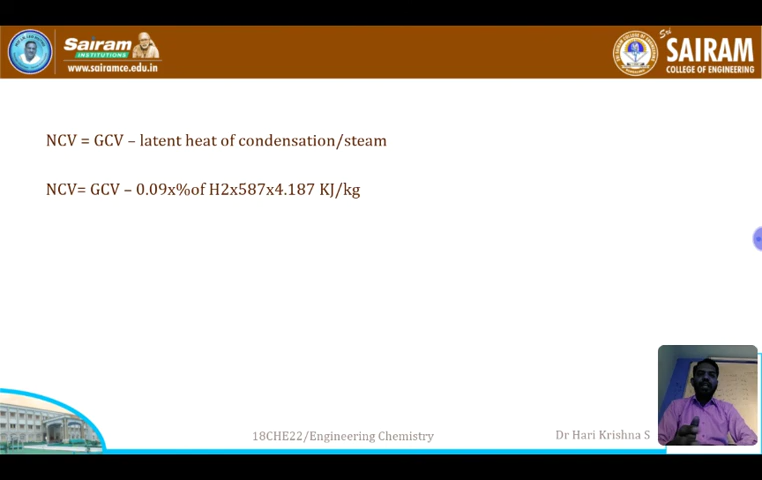 Sairam
INSTITUTIONS
www.sairamce.edu.in
Sri
SAIRAM
COLLEGE OF ENGINEERING
NCV = GCV – latent heat of condensation/steam
NCV= GCV – 0.09x%of H2x587x4.187 KJ/kg
18CHE22/Engineering Chemistry
Dr Hari Krishna S